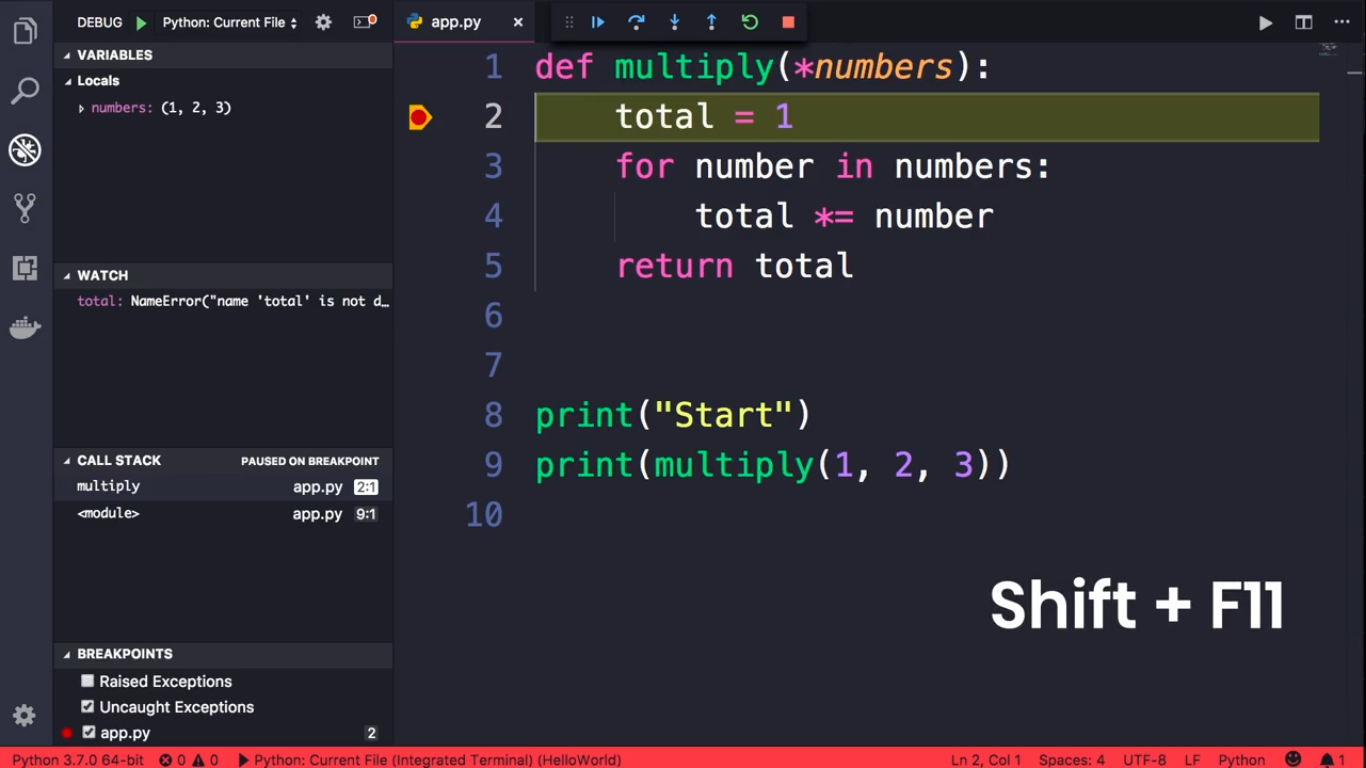 DEBUG Python: Current File
VARIABLES
Locals
numbers: (1, 2, 3)
WATCH
total: NameError("name 'total' is not d…
CALL STACK PAUSED ON BREAKPOINT
multiply app.py 2:1
<module> app.py 9:1
BREAKPOINTS
Raised Exceptions
Uncaught Exceptions
app.py 2
app.py
1 def multiply(*numbers):
2 total = 1
3 for number in numbers:
4 total *= number
5 return total
6
7
8 print("Start")
9 print(multiply(1, 2, 3))
10
Shift + F11
Python 3.7.0 64-bit 0 0 Python: Current File (Integrated Terminal) (HelloWorld) Ln 2, Col 1 Spaces: 4 UTF-8 LF Python 1